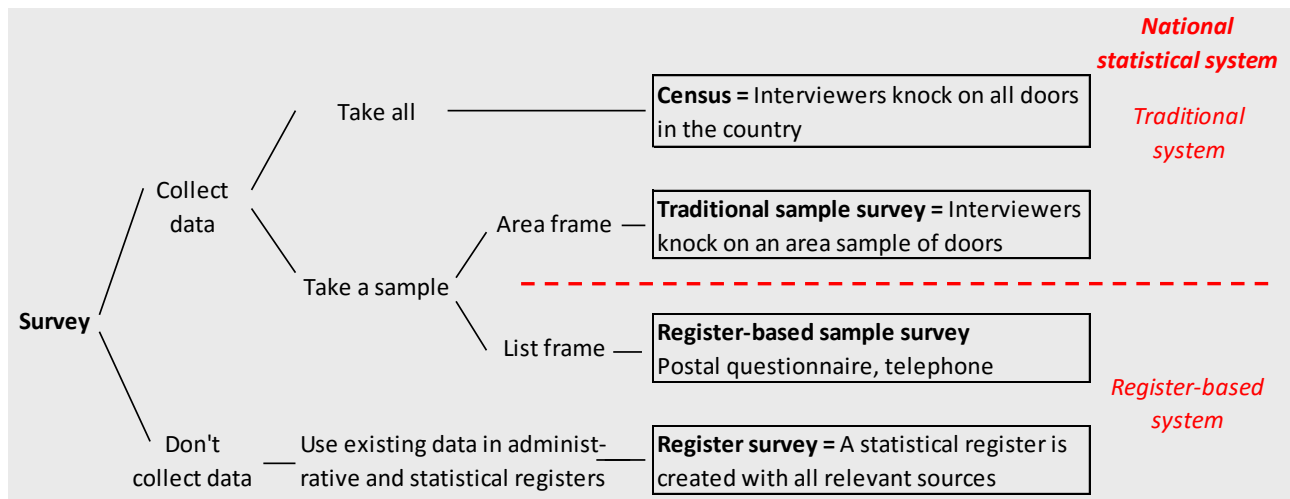 National
statistical system
Census = Interviewers knock on all doors
in the country
Take all
Traditional
system
Collect
data
Traditional sample survey = Interviewers
knock on an area sample of doors
Area frame
Take a sample
Survey
Register-based sample survey
Postal questionnaire, telephone
List frame
Register-based
system
Don't
collect data
Use existing data in administ-
rative and statistical registers
Register survey = A statistical register is
created with all relevant sources